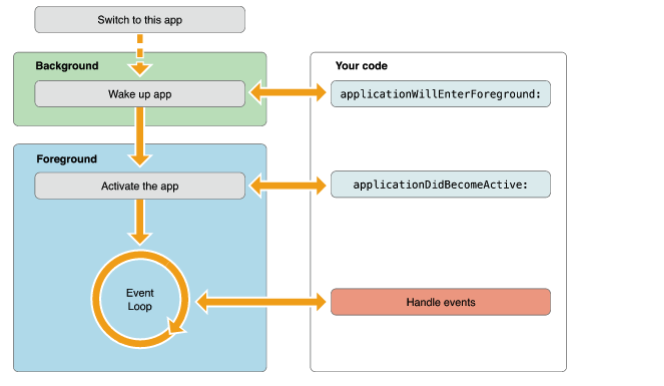 Switch to this app
Background
Wake up app
Your code
applicationWillEnterForeground:
Foreground
Activate the app
applicationDidBecomeActive:
Event
Loop
Handle events